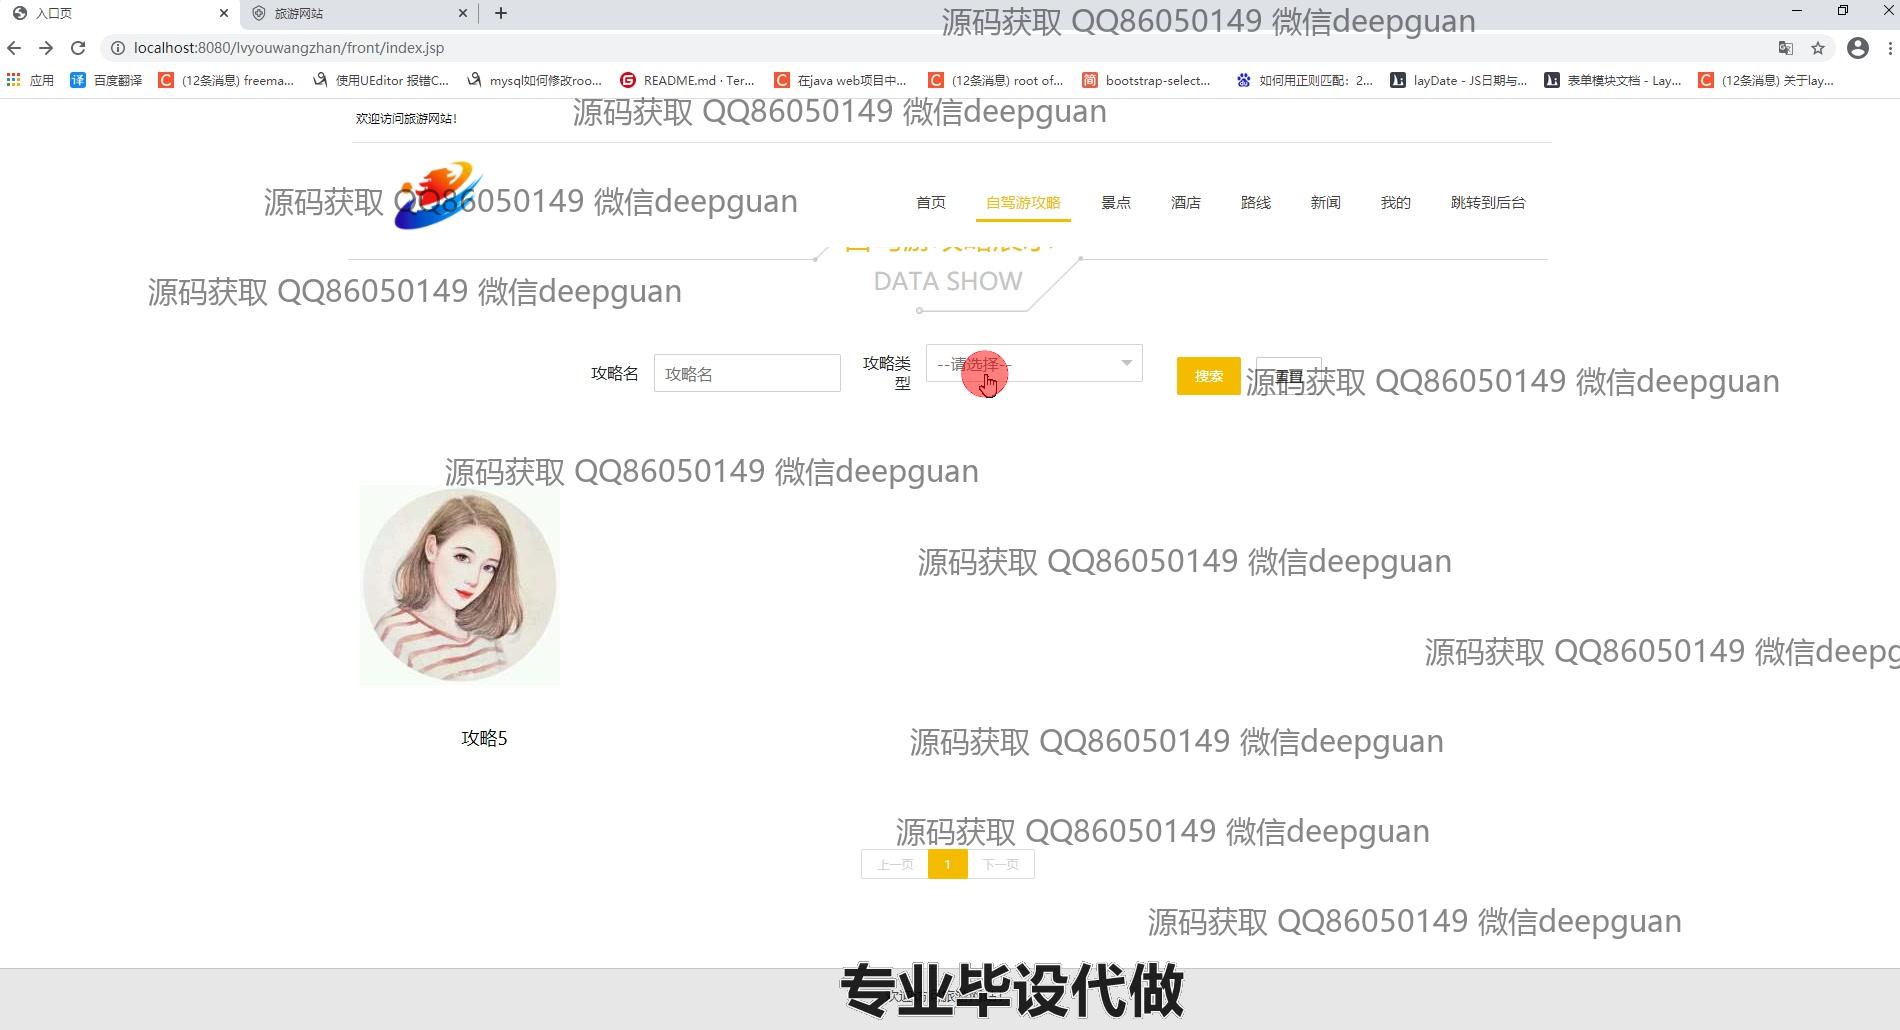 入口页
旅游网站
源码获取 QQ86050149 微信deepguan
localhost:8080/lvyouwangzhan/front/index.jsp
应用
百度翻译
(12条消息) freema...
使用UEditor 报错C...
mysql如何修改roo...
README.md · Ter...
在java web项目中...
(12条消息) root of...
bootstrap-select...
如何用正则匹配：2...
layDate - JS日期与...
表单模块文档 - Lay...
(12条消息) 关于lay...
欢迎访问旅游网站！
源码获取 QQ86050149 微信deepguan
源码获取 QQ86050149 微信deepguan
首页 自驾游攻略 景点 酒店 路线 新闻 我的 跳转到后台
DATA SHOW
源码获取 QQ86050149 微信deepguan
攻略名
攻略名
攻略类
型
--请选择--
搜索
重置
源码获取 QQ86050149 微信deepguan
源码获取 QQ86050149 微信deepguan
源码获取 QQ86050149 微信deepguan
源码获取 QQ86050149 微信deepg
攻略5
源码获取 QQ86050149 微信deepguan
源码获取 QQ86050149 微信deepguan
上一页 1 下一页
源码获取 QQ86050149 微信deepguan
专业毕设代做